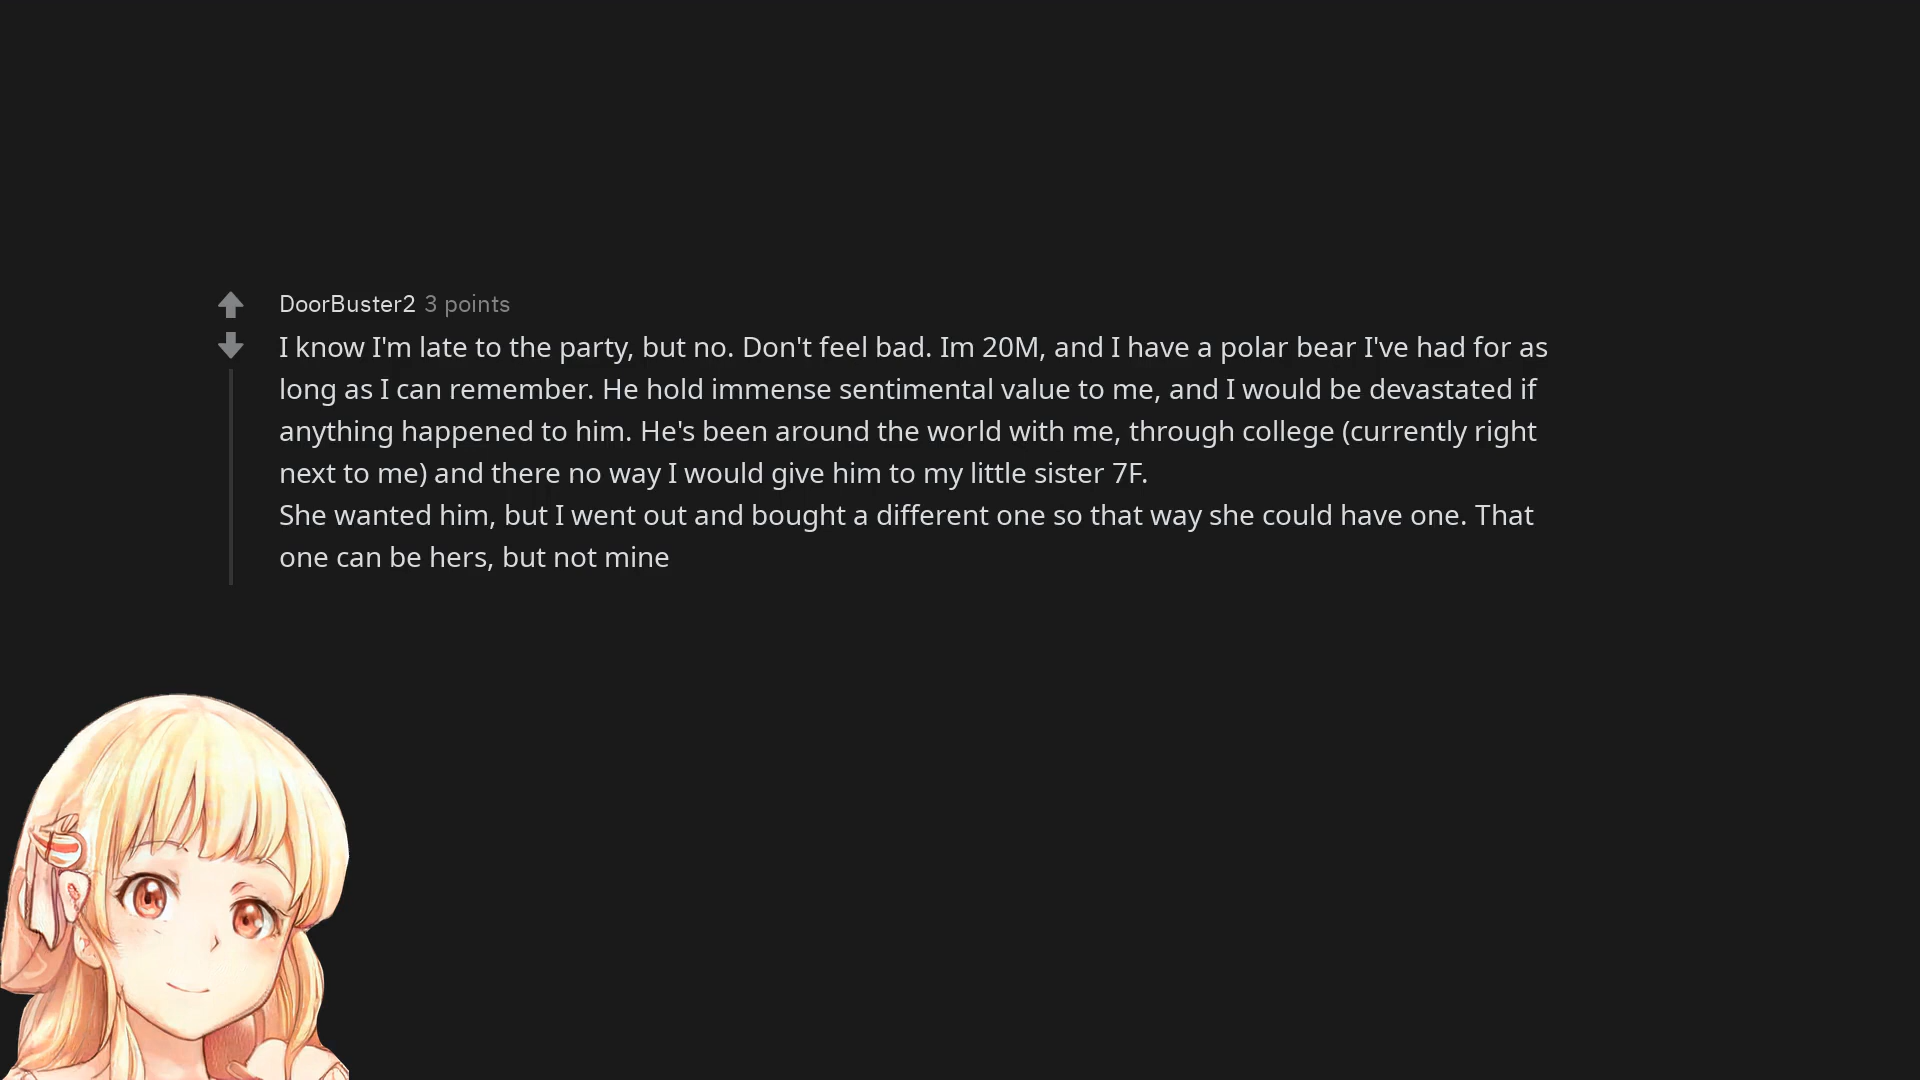 DoorBuster2 3 points
I know I'm late to the party, but no. Don't feel bad. Im 20M, and I have a polar bear I've had for as
long as I can remember. He hold immense sentimental value to me, and I would be devastated if
anything happened to him. He's been around the world with me, through college (currently right
next to me) and there no way I would give him to my little sister 7F.
She wanted him, but I went out and bought a different one so that way she could have one. That
one can be hers, but not mine